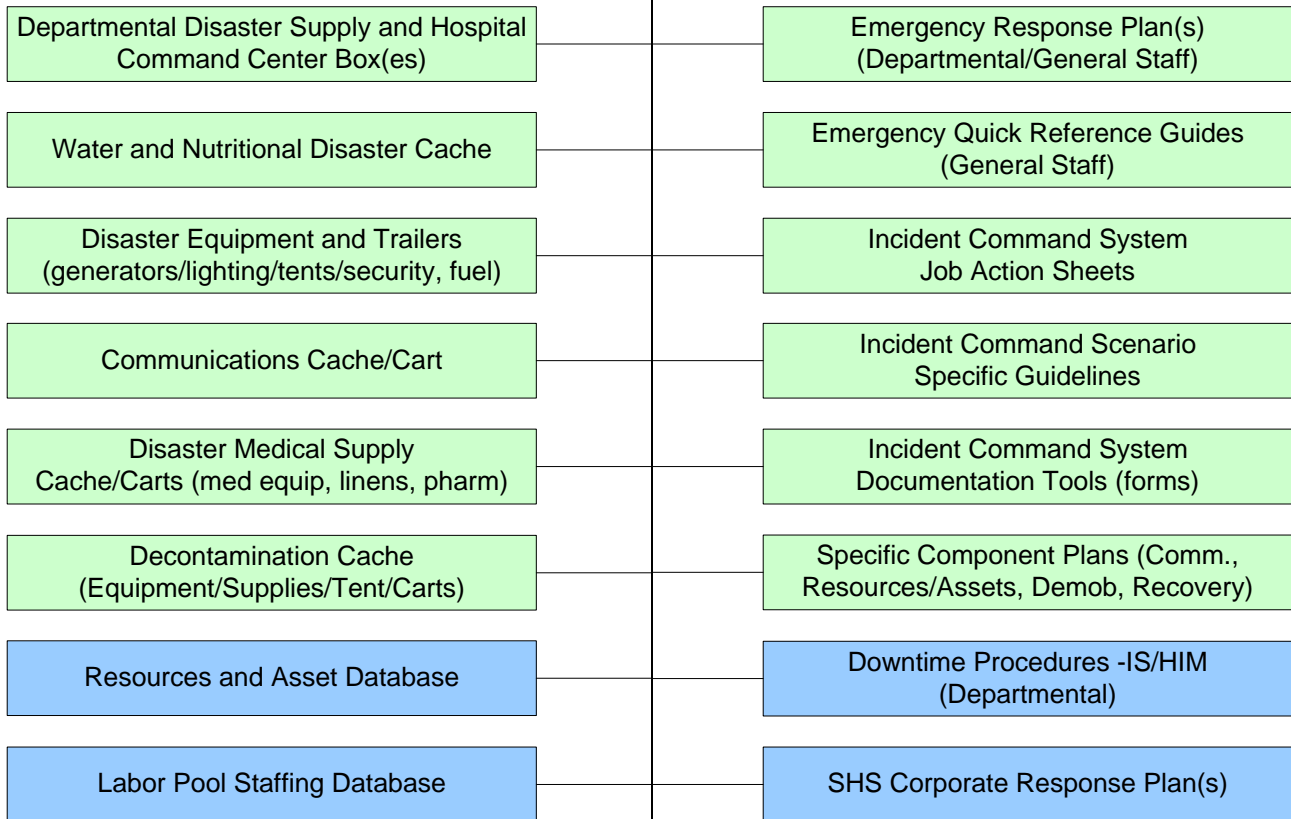 Departmental Disaster Supply and Hospital
Command Center Box(es)
Emergency Response Plan(s)
(Departmental/General Staff)
Water and Nutritional Disaster Cache
Emergency Quick Reference Guides
(General Staff)
Disaster Equipment and Trailers
(generators/lighting/tents/security, fuel)
Incident Command System
Job Action Sheets
Communications Cache/Cart
Incident Command Scenario
Specific Guidelines
Disaster Medical Supply
Cache/Carts (med equip, linens, pharm)
Incident Command System
Documentation Tools (forms)
Decontamination Cache
(Equipment/Supplies/Tent/Carts)
Specific Component Plans (Comm.,
Resources/Assets, Demob, Recovery)
Resources and Asset Database
Downtime Procedures -IS/HIM
(Departmental)
Labor Pool Staffing Database
SHS Corporate Response Plan(s)